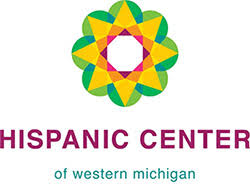 HISPANIC CENTER
of western michigan